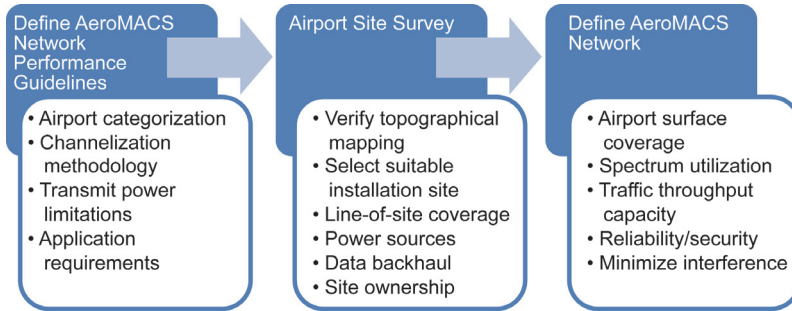 Define AeroMACS
Network
Performance
Guidelines
• Airport categorization
• Channelization
methodology
• Transmit power
limitations
• Application
requirements
Airport Site Survey
• Verify topographical
mapping
• Select suitable
installation site
• Line-of-site coverage
• Power sources
• Data backhaul
• Site ownership
Define AeroMACS
Network
• Airport surface
coverage
• Spectrum utilization
• Traffic throughput
capacity
• Reliability/security
• Minimize interference